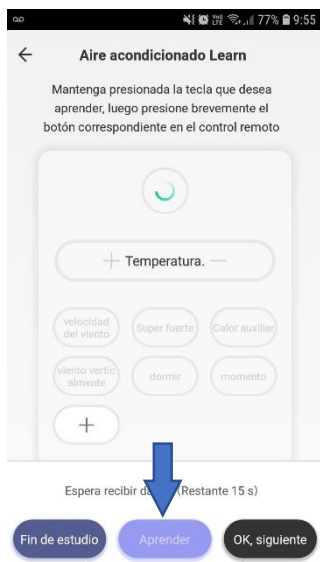 77% 9:55
Aire acondicionado Learn
Mantenga presionada la tecla que desea
aprender, luego presione brevemente el
botón correspondiente en el control remoto
+ Temperatura. —
velocidad
del viento
Super fuerte
Calor auxiliar
viento vertic
almente
dormir
momento
+
Espera recibir (Restante 15 s)
Fin de estudio
Aprender
OK, siguiente